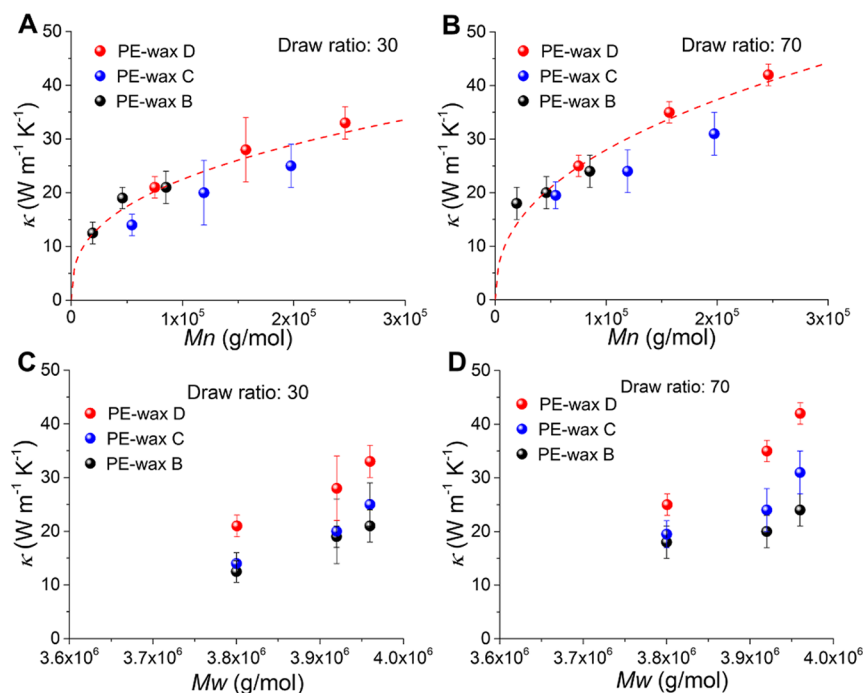 A
Draw ratio: 30
PE-wax D
PE-wax C
PE-wax B
κ (W m⁻¹ K⁻¹)
50
40
30
20
10
0
0 1x10⁵ 2x10⁵ 3x10⁵
Mn (g/mol)
B
Draw ratio: 70
PE-wax D
PE-wax C
PE-wax B
κ (W m⁻¹ K⁻¹)
50
40
30
20
10
0
0 1x10⁵ 2x10⁵ 3x10⁵
Mn (g/mol)
C
Draw ratio: 30
PE-wax D
PE-wax C
PE-wax B
κ (W m⁻¹ K⁻¹)
50
40
30
20
10
0
3.6x10⁶ 3.7x10⁶ 3.8x10⁶ 3.9x10⁶ 4.0x10⁶
Mw (g/mol)
D
Draw ratio: 70
PE-wax D
PE-wax C
PE-wax B
κ (W m⁻¹ K⁻¹)
50
40
30
20
10
0
3.6x10⁶ 3.7x10⁶ 3.8x10⁶ 3.9x10⁶ 4.0x10⁶
Mw (g/mol)